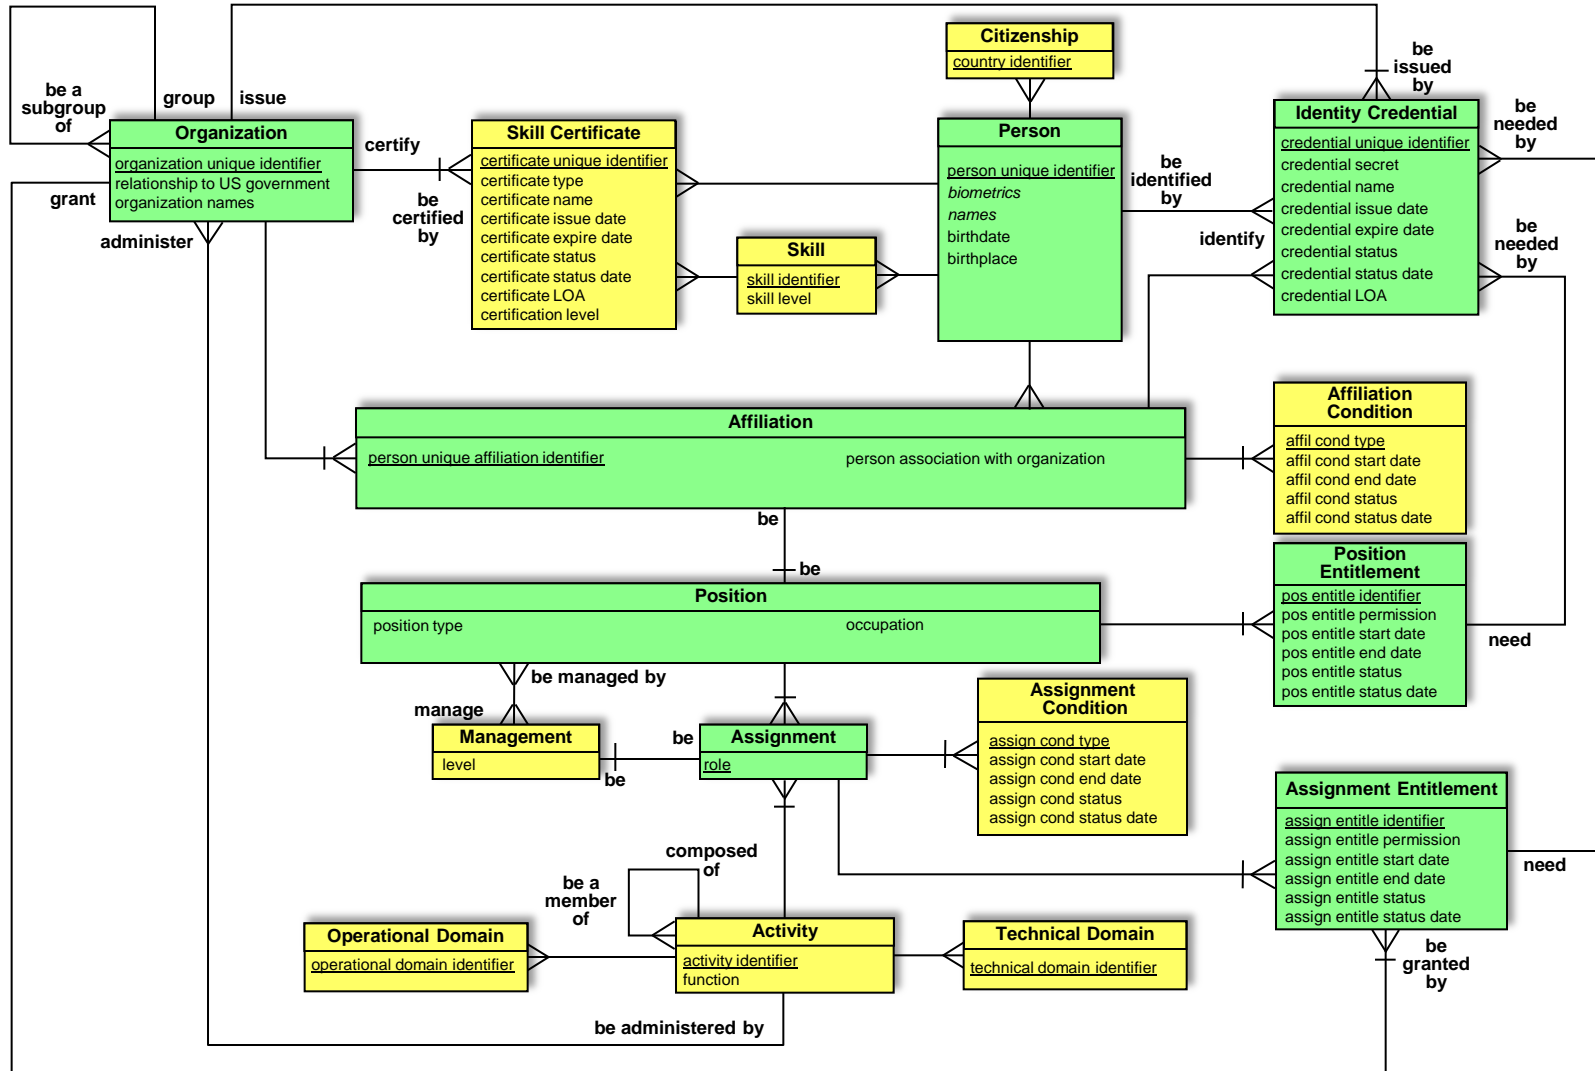 be a
subgroup
of
group
issue
Organization
organization unique identifier
relationship to US government
organization names
grant
administer
certify
be
certified
by
Skill Certificate
certificate unique identifier
certificate type
certificate name
certificate issue date
certificate expire date
certificate status
certificate status date
certificate LOA
certification level
Skill
skill identifier
skill level
Citizenship
country identifier
Person
person unique identifier
biometrics
names
birthdate
birthplace
be
identified
by
identify
be
issued
by
Identity Credential
credential unique identifier
credential secret
credential name
credential issue date
credential expire date
credential status
credential status date
credential LOA
be
needed
by
be
needed
by
Affiliation
person unique affiliation identifier
person association with organization
Affiliation
Condition
affil cond type
affil cond start date
affil cond end date
affil cond status
affil cond status date
be
be
Position
position type
occupation
Position
Entitlement
pos entitle identifier
pos entitle permission
pos entitle start date
pos entitle end date
pos entitle status
pos entitle status date
need
be managed by
manage
Management
level
be
be
Assignment
role
Assignment
Condition
assign cond type
assign cond start date
assign cond end date
assign cond status
assign cond status date
Assignment Entitlement
assign entitle identifier
assign entitle permission
assign entitle start date
assign entitle end date
assign entitle status
assign entitle status date
need
composed
of
be a
member
of
Operational Domain
operational domain identifier
Activity
activity identifier
function
Technical Domain
technical domain identifier
be
granted
by
be administered by